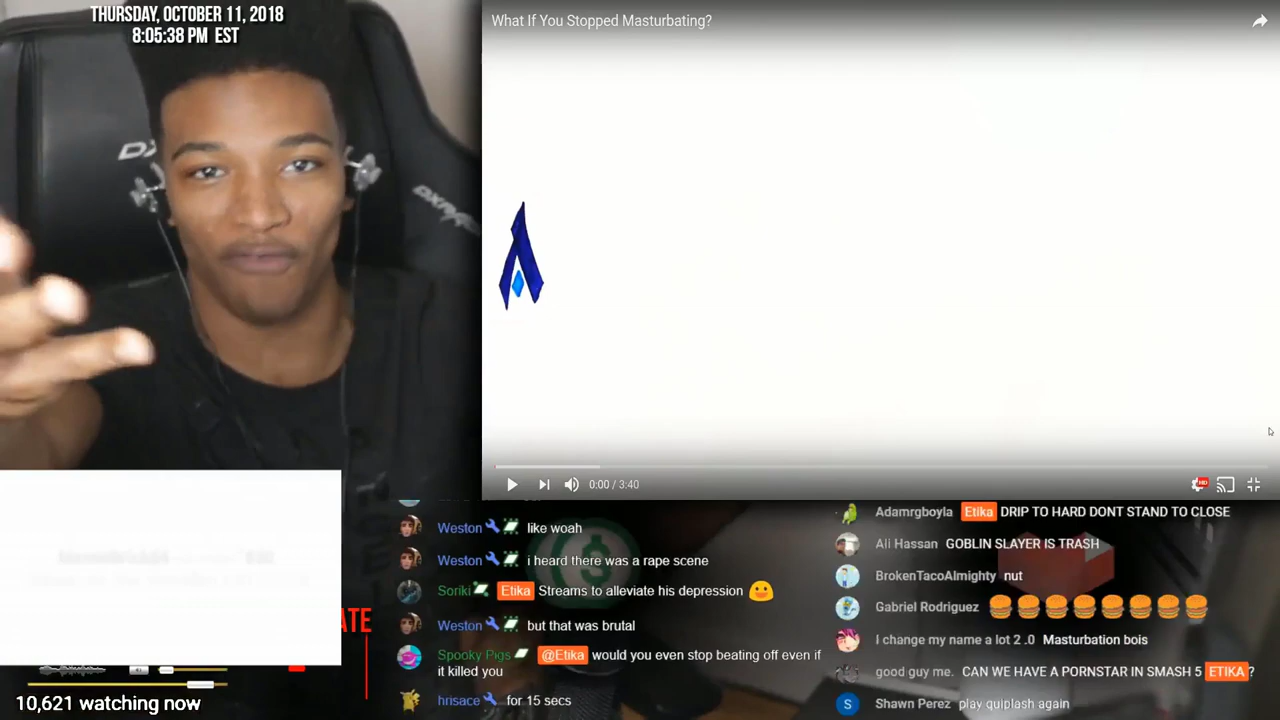 THURSDAY, OCTOBER 11, 2018
8:05:38 PM EST
What If You Stopped Masturbating?
0:00 / 3:40
HD
Weston like woah
Weston i heard there was a rape scene
Soriki Etika Streams to alleviate his depression
Weston but that was brutal
Spooky Pigs @Etika would you even stop beating off even if
it killed you
hrisace for 15 secs
Adamrgboyla Etika DRIP TO HARD DONT STAND TO CLOSE
Ali Hassan GOBLIN SLAYER IS TRASH
BrokenTacoAlmighty nut
Gabriel Rodriguez
I change my name a lot 2 .0 Masturbation bois
good guy me. CAN WE HAVE A PORNSTAR IN SMASH 5 ETIKA ?
S Shawn Perez play quiplash again
ATE
10,621 watching now